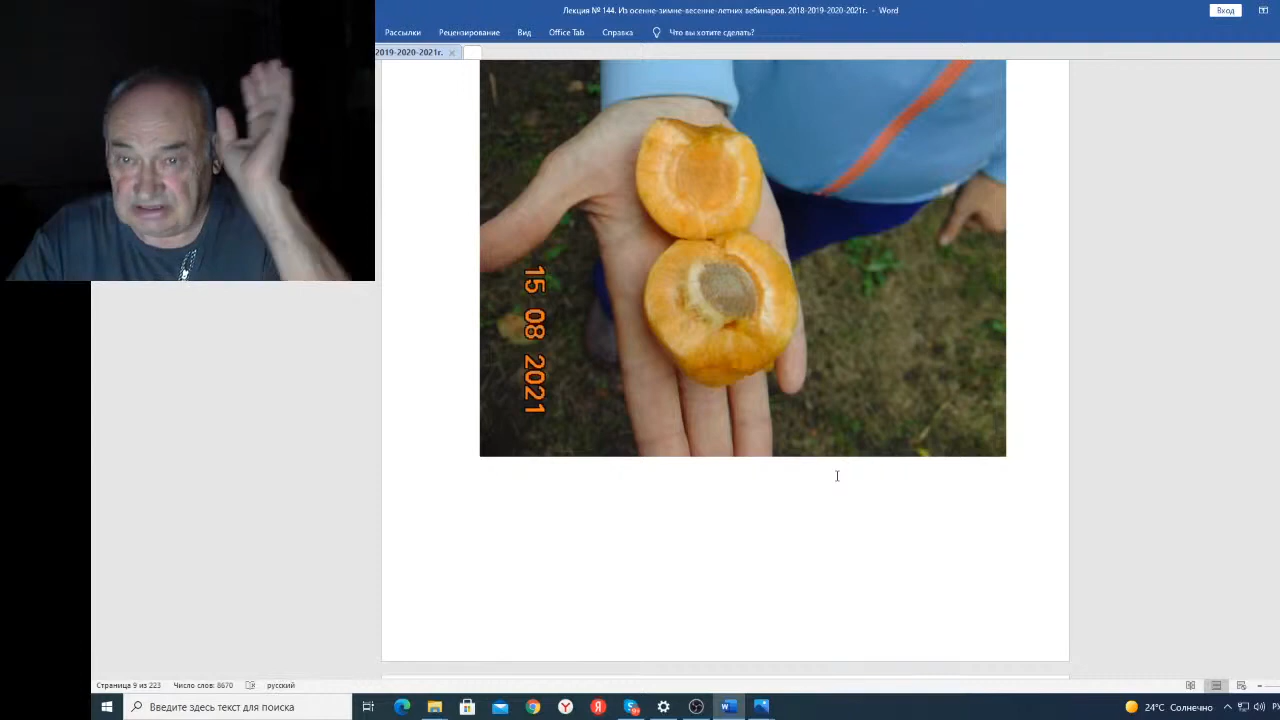 Лекция № 144. Из осенне-зимне-весенне-летних вебинаров. 2018-2019-2020-2021г. - Word
Вход
Рассылки Рецензирование Вид Office Tab Справка Что вы хотите сделать?
2019-2020-2021г.
15 08 2021
Страница 9 из 223 Число слов: 8670 русский
Введите здесь текст для поиска
24°C Солнечно